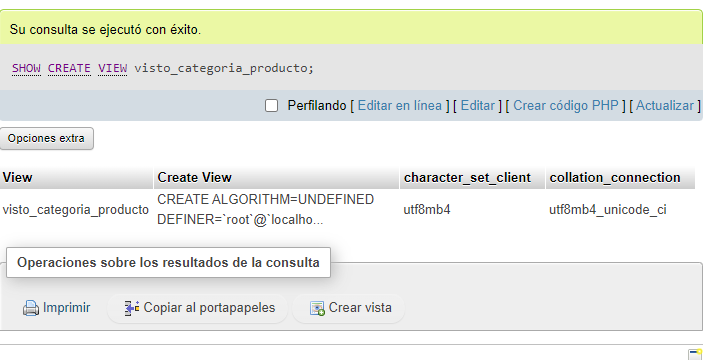 Su consulta se ejecutó con éxito.
SHOW CREATE VIEW visto_categoria_producto;
Perfilando [ Editar en línea ] [ Editar ] [ Crear código PHP ] [ Actualizar ]
Opciones extra
View Create View character_set_client collation_connection
visto_categoria_producto CREATE ALGORITHM=UNDEFINED utf8mb4 utf8mb4_unicode_ci
DEFINER=`root`@`localho...
Operaciones sobre los resultados de la consulta
Imprimir Copiar al portapapeles Crear vista